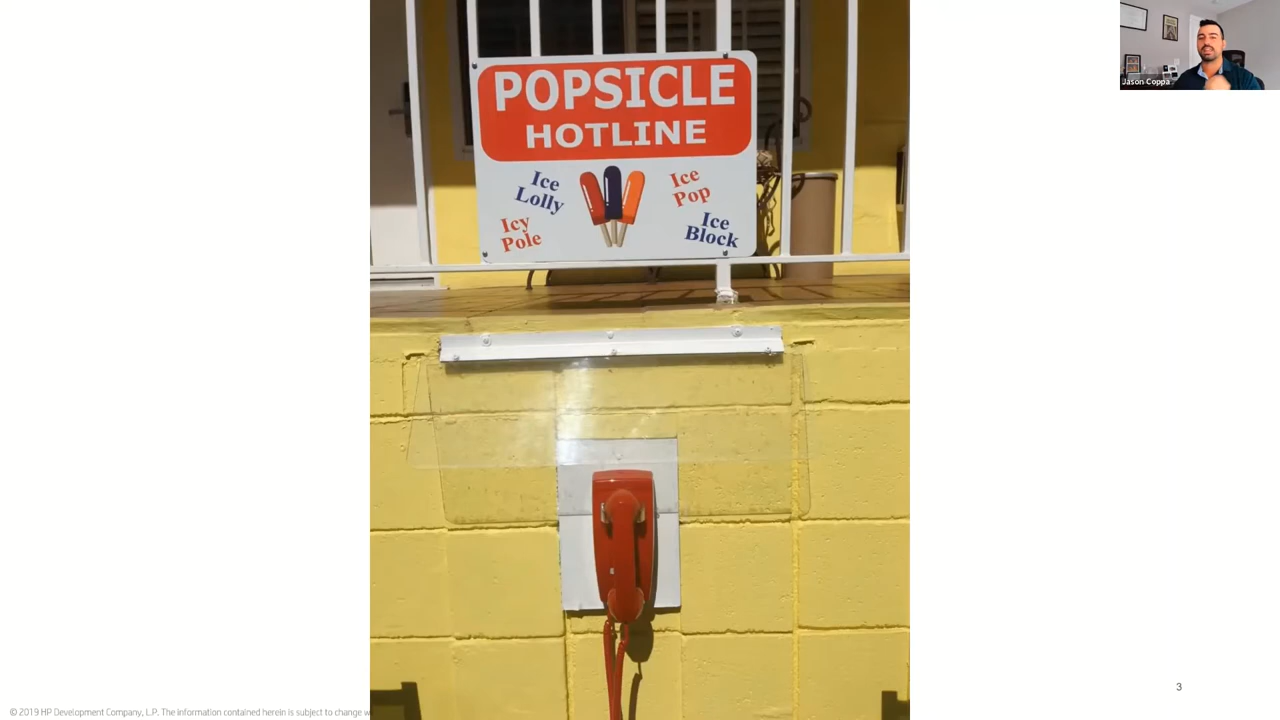 POPSICLE
HOTLINE
Ice
Lolly
Ice
Pop
Icy
Pole
Ice
Block
Jason Coppa
3
© 2019 HP Development Company, L.P. The information contained herein is subject to change w